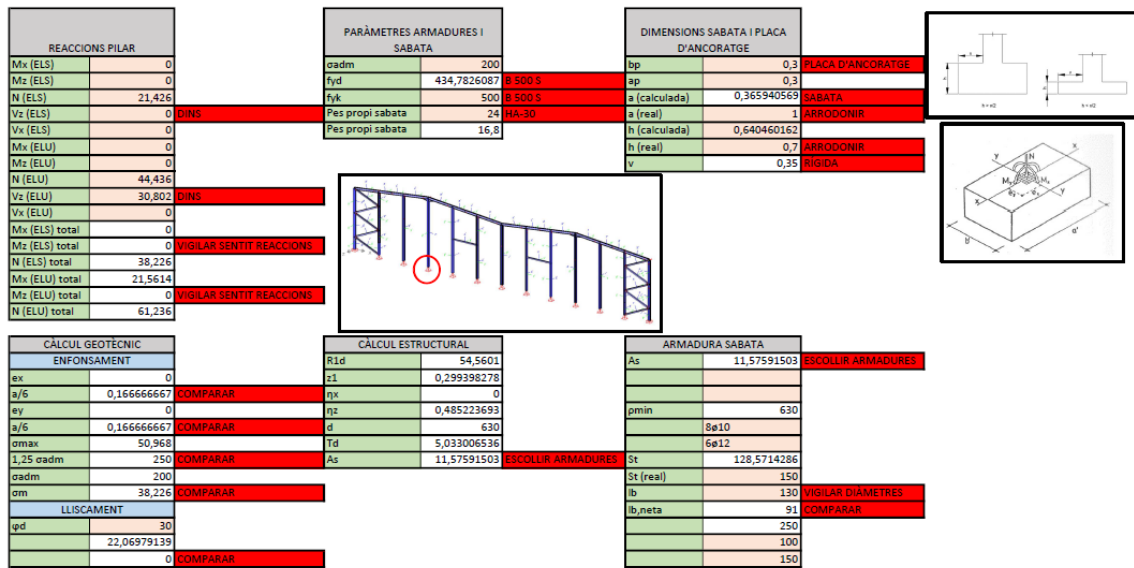 REACCIONS PILAR
Mx (ELS) 0
Mz (ELS) 0
N (ELS) 21,426
Vz (ELS) 0 DINS
Vx (ELS) 0
Mx (ELU) 0
Mz (ELU) 0
N (ELU) 44,436
Vz (ELU) 30,802 DINS
Vx (ELU) 0
Mx (ELS) total 0
Mz (ELS) total 0 VIGILAR SENTIT REACCIONS
N (ELS) total 38,226
Mx (ELU) total 21,5614
Mz (ELU) total 0 VIGILAR SENTIT REACCIONS
N (ELU) total 61,236
PARÀMETRES ARMADURES I
SABATA
σadm 200
fyd 434,7826087 B 500 S
fyk 500 B 500 S
Pes propi sabata 24 HA-30
Pes propi sabata 16,8
DIMENSIONS SABATA I PLACA
D'ANCORATGE
bp 0,3 PLACA D'ANCORATGE
ap 0,3
a (calculada) 0,365940569 SABATA
a (real) 1 ARRODONIR
h (calculada) 0,640460162
h (real) 0,7 ARRODONIR
v 0,35 RÍGIDA
x
y
N
x
y
a'
b'
CÀLCUL GEOTÈCNIC
ENFONSAMENT
ex 0
a/6 0,166666667 COMPARAR
ey 0
a/6 0,166666667 COMPARAR
σmax 50,968
1,25 σadm 250 COMPARAR
σadm 200
σm 38,226 COMPARAR
LLISCAMENT
φd 30
22,06979139
0 COMPARAR
CÀLCUL ESTRUCTURAL
R1d 54,5601
z1 0,299398278
ηx 0
ηz 0,485223693
d 630
Td 5,033006536
As 11,57591503 ESCOLLIR ARMADURES
ARMADURA SABATA
As 11,57591503 ESCOLLIR ARMADURES
ρmin 630
8ø10
6ø12
St 128,5714286
St (real) 150
lb 130 VIGILAR DIÀMETRES
lb,neta 91 COMPARAR
250
100
150